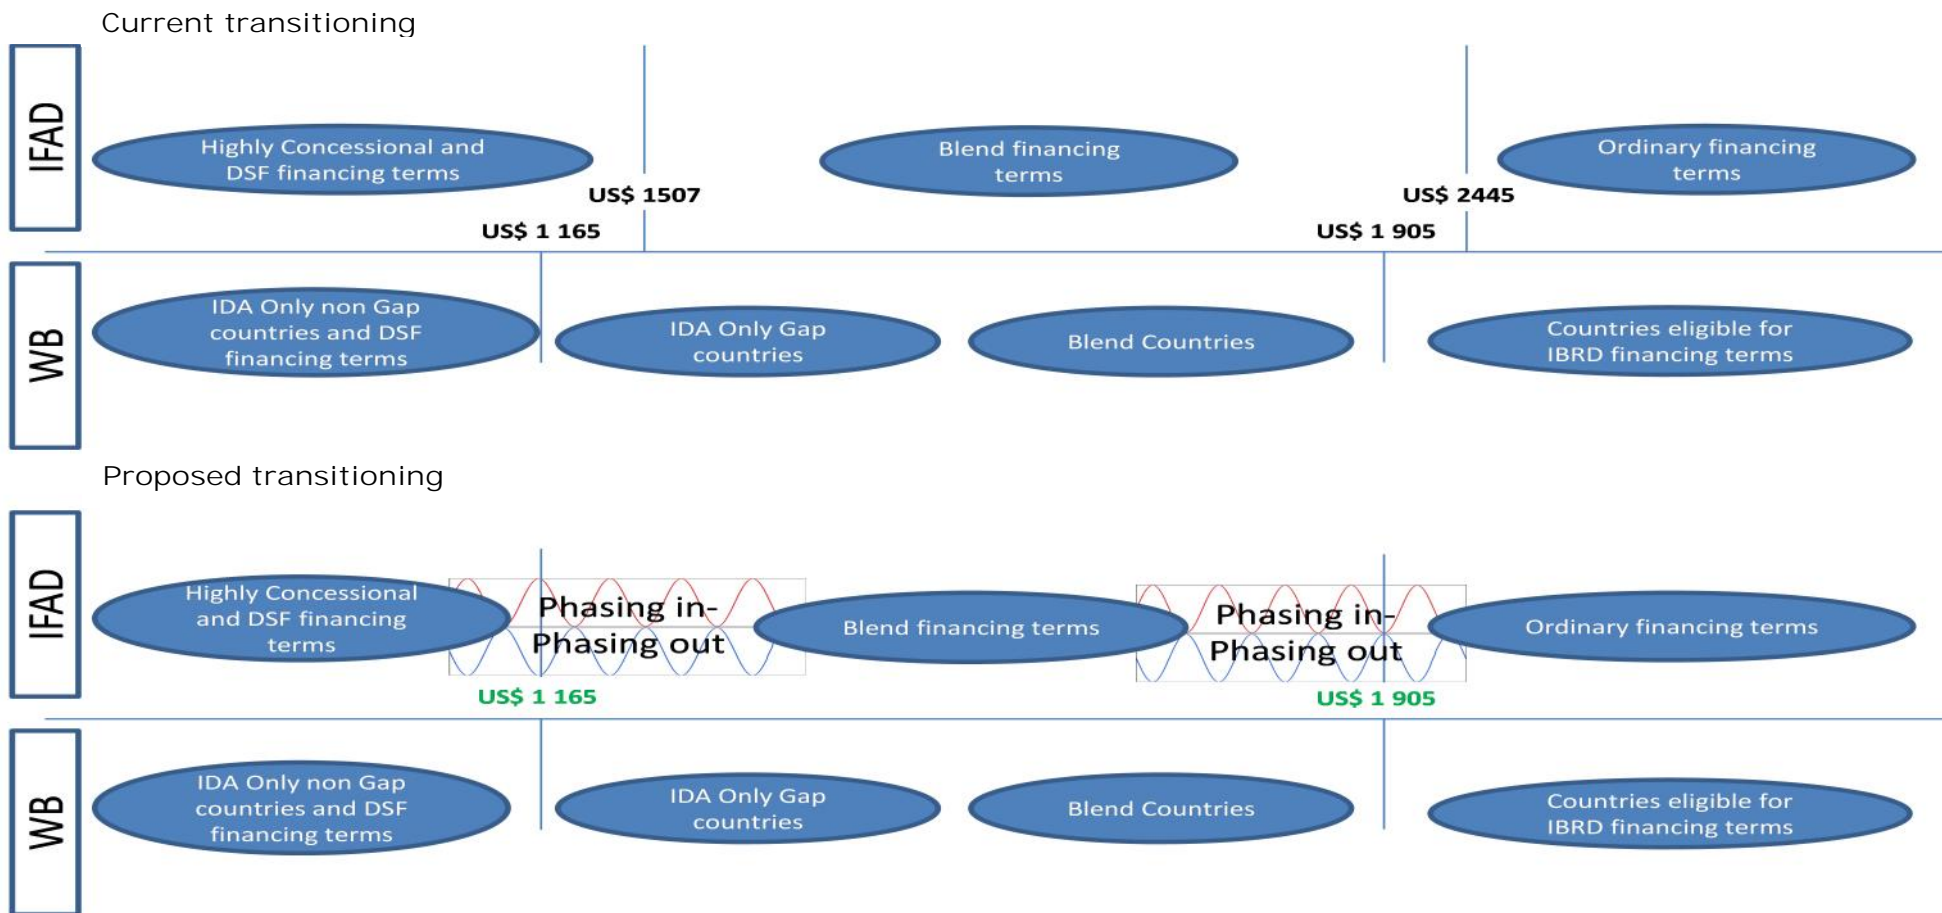 Current transitioning
IFAD
Highly Concessional and
DSF financing terms
Blend financing
terms
Ordinary financing
terms
US$ 1507
US$ 2445
US$ 1 165
US$ 1 905
WB
IDA Only non Gap
countries and DSF
financing terms
IDA Only Gap
countries
Blend Countries
Countries eligible for
IBRD financing terms
Proposed transitioning
IFAD
Highly Concessional
and DSF financing
terms
Phasing in-
Phasing out
Blend financing terms
Phasing in-
Phasing out
Ordinary financing terms
US$ 1 165
US$ 1 905
WB
IDA Only non Gap
countries and DSF
financing terms
IDA Only Gap
countries
Blend Countries
Countries eligible for
IBRD financing terms